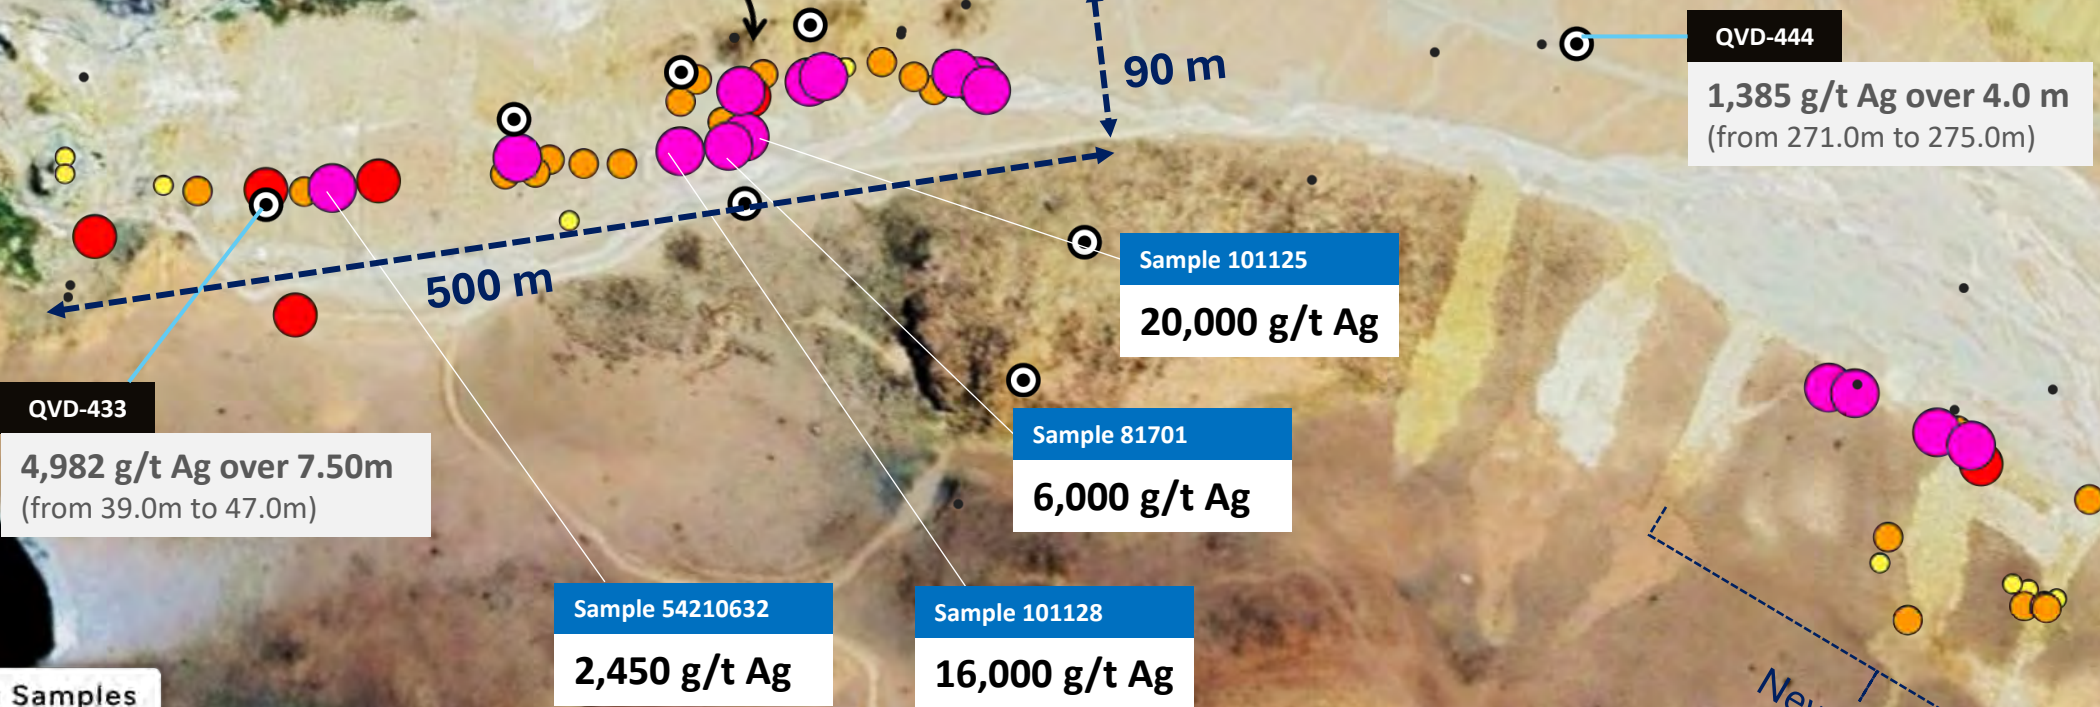 90 m
QVD-444
1,385 g/t Ag over 4.0 m
(from 271.0m to 275.0m)
500 m
Sample 101125
20,000 g/t Ag
QVD-433
4,982 g/t Ag over 7.50m
(from 39.0m to 47.0m)
Sample 81701
6,000 g/t Ag
Sample 54210632
2,450 g/t Ag
Sample 101128
16,000 g/t Ag
Samples